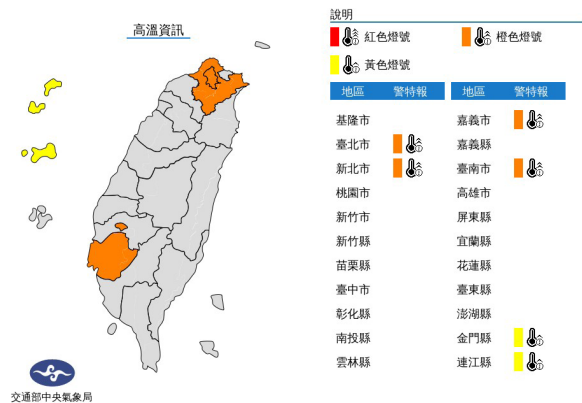 高溫資訊
說明
紅色燈號
橙色燈號
黃色燈號
地區 警特報 地區 警特報
基隆市 嘉義市
臺北市 嘉義縣
新北市 臺南市
桃園市 高雄市
新竹市 屏東縣
新竹縣 宜蘭縣
苗栗縣 花蓮縣
臺中市 臺東縣
彰化縣 澎湖縣
南投縣 金門縣
雲林縣 連江縣
交通部中央氣象局